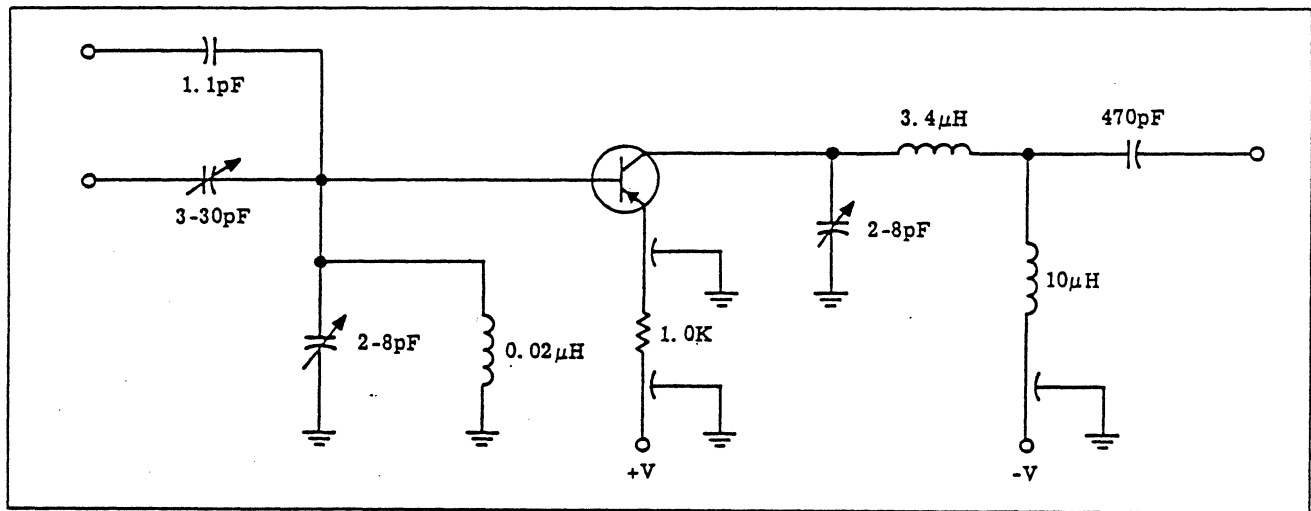 1.1pF
3-30pF
2-8pF
0.02µH
1.0K
+V
2-8pF
3.4µH
470pF
10µH
-V